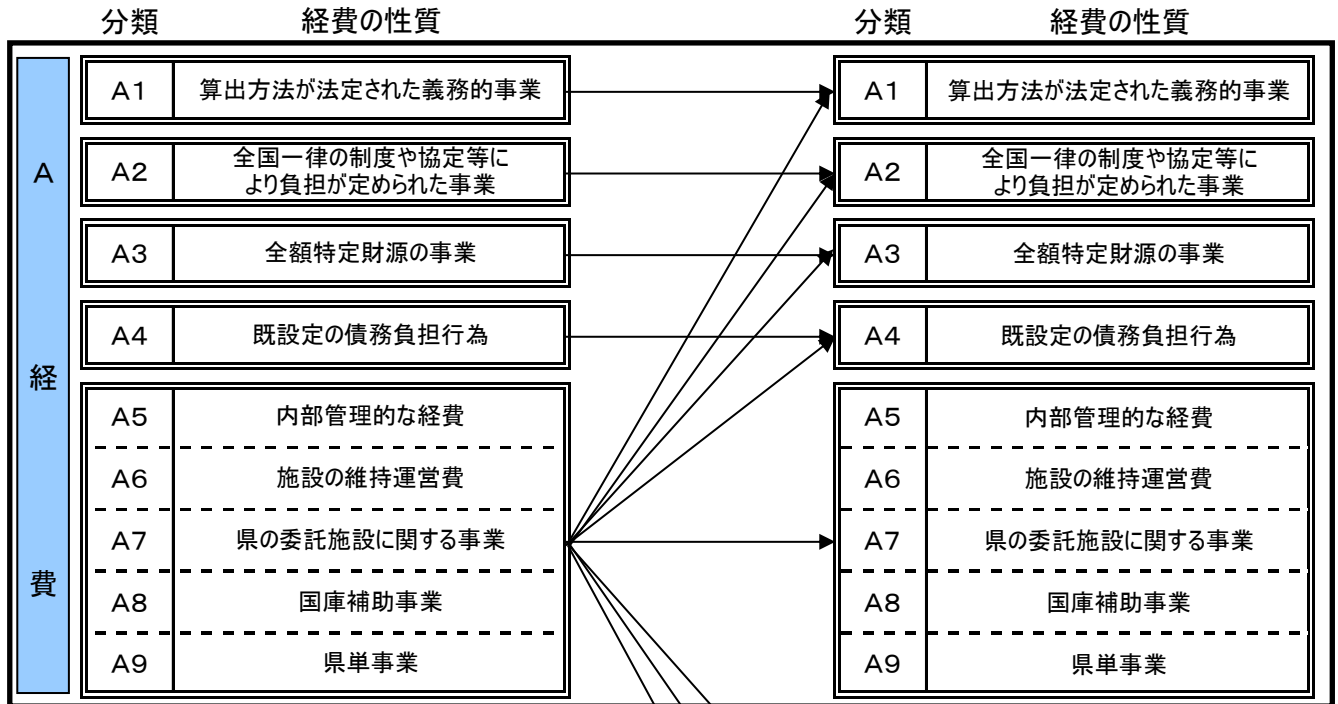 分類 経費の性質 分類 経費の性質
A1 算出方法が法定された義務的事業 A1 算出方法が法定された義務的事業
A 経 費
A2 全国一律の制度や協定等に
より負担が定められた事業
A2 全国一律の制度や協定等に
より負担が定められた事業
A3 全額特定財源の事業 A3 全額特定財源の事業
A4 既設定の債務負担行為 A4 既設定の債務負担行為
A5 内部管理的な経費 A5 内部管理的な経費
A6 施設の維持運営費 A6 施設の維持運営費
A7 県の委託施設に関する事業 A7 県の委託施設に関する事業
A8 国庫補助事業 A8 国庫補助事業
A9 県単事業 A9 県単事業